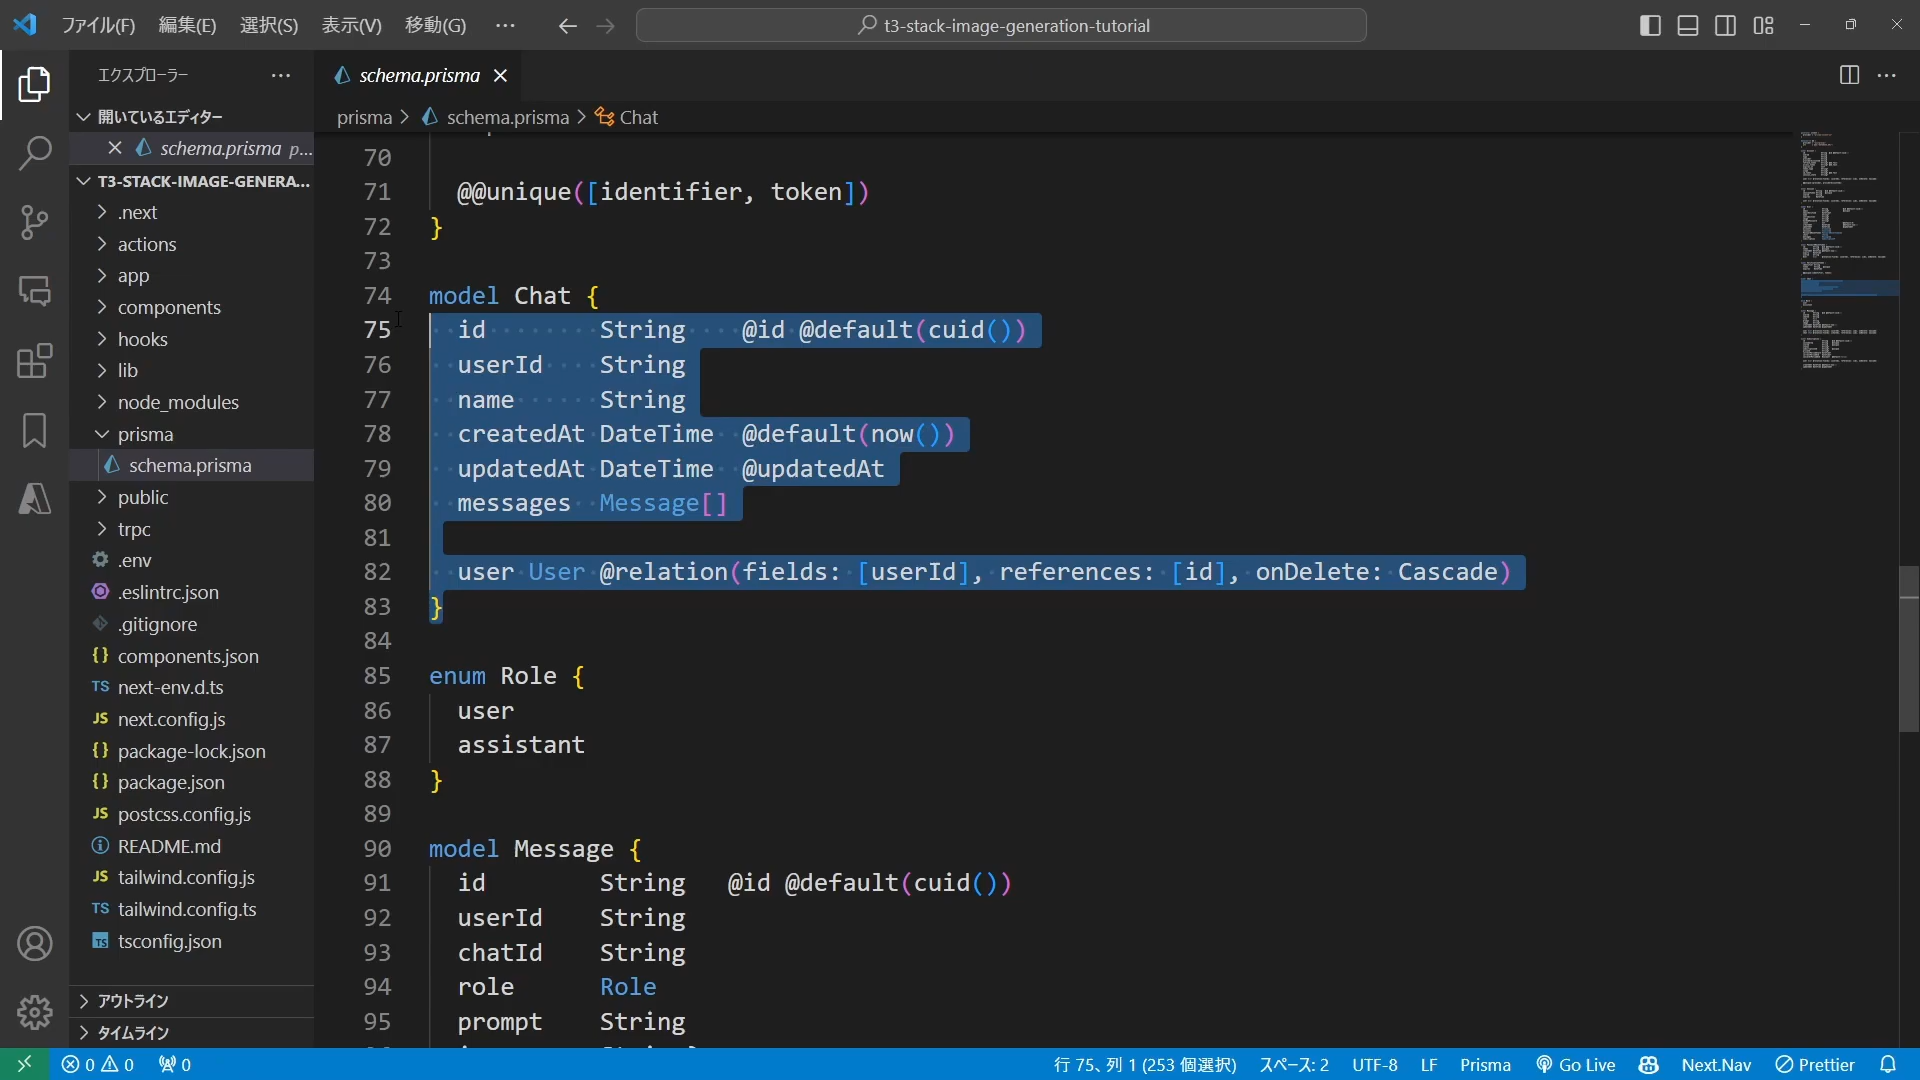 ファイル(F) 編集(E) 選択(S) 表示(V) 移動(G) ··· t3-stack-image-generation-tutorial
エクスプローラー ···
開いているエディター
schema.prisma p...
T3-STACK-IMAGE-GENERA...
.next
actions
app
components
hooks
lib
node_modules
prisma
schema.prisma
public
trpc
.env
.eslintrc.json
.gitignore
{} components.json
TS next-env.d.ts
JS next.config.js
{} package-lock.json
{} package.json
JS postcss.config.js
README.md
JS tailwind.config.js
TS tailwind.config.ts
TS tsconfig.json
アウトライン
タイムライン
schema.prisma
prisma > schema.prisma > Chat
70
71 @@unique([identifier, token])
72 }
73
74 model Chat {
75 id String @id @default(cuid())
76 userId String
77 name String
78 createdAt DateTime @default(now())
79 updatedAt DateTime @updatedAt
80 messages Message[]
81
82 user User @relation(fields: [userId], references: [id], onDelete: Cascade)
83 }
84
85 enum Role {
86 user
87 assistant
88 }
89
90 model Message {
91 id String @id @default(cuid())
92 userId String
93 chatId String
94 role Role
95 prompt String
0 0 0 行 75、列 1 (253 個選択) スペース: 2 UTF-8 LF Prisma Go Live Next.Nav Prettier